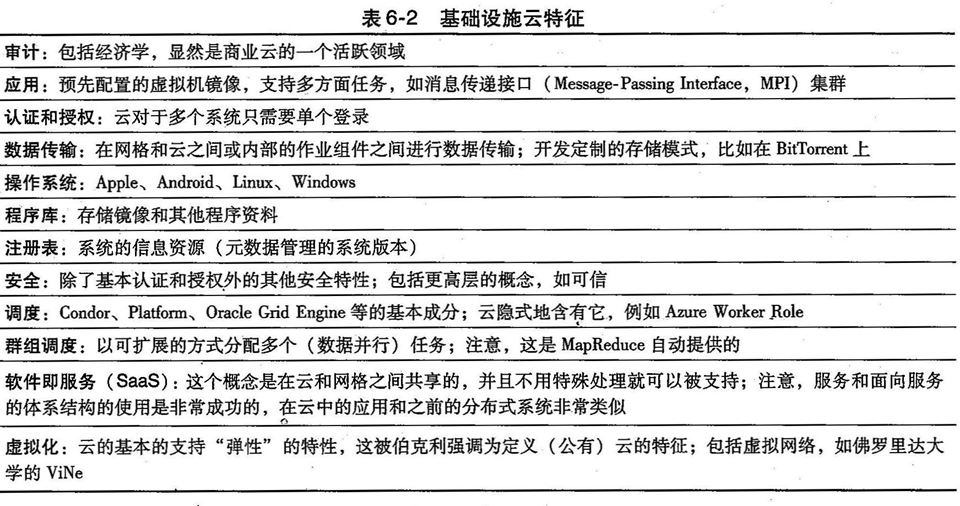 表6-2 基础设施云特征
审计：包括经济学，显然是商业云的一个活跃领域
应用：预先配置的虚拟机镜像，支持多方面任务，如消息传递接口（Message-Passing Interface，MPI）集群
认证和授权：云对于多个系统只需要单个登录
数据传输：在网格和云之间或内部的作业组件之间进行数据传输；开发定制的存储模式，比如在 BitTorrent 上
操作系统：Apple、Android、Linux、Windows
程序库：存储镜像和其他程序资料
注册表：系统的信息资源（元数据管理的系统版本）
安全：除了基本认证和授权外的其他安全特性；包括更高层的概念，如可信
调度：Condor、Platform、Oracle Grid Engine 等的基本成分；云隐式地含有它，例如 Azure Worker Role
群组调度：以可扩展的方式分配多个（数据并行）任务；注意，这是 MapReduce 自动提供的
软件即服务（SaaS）：这个概念是在云和网格之间共享的，并且不用特殊处理就可以被支持；注意，服务和面向服务
的体系结构的使用是非常成功的，在云中的应用和之前的分布式系统非常类似
虚拟化：云的基本的支持“弹性”的特性，这被伯克利强调为定义（公有）云的特征；包括虚拟网络，如佛罗里达大
学的 ViNe